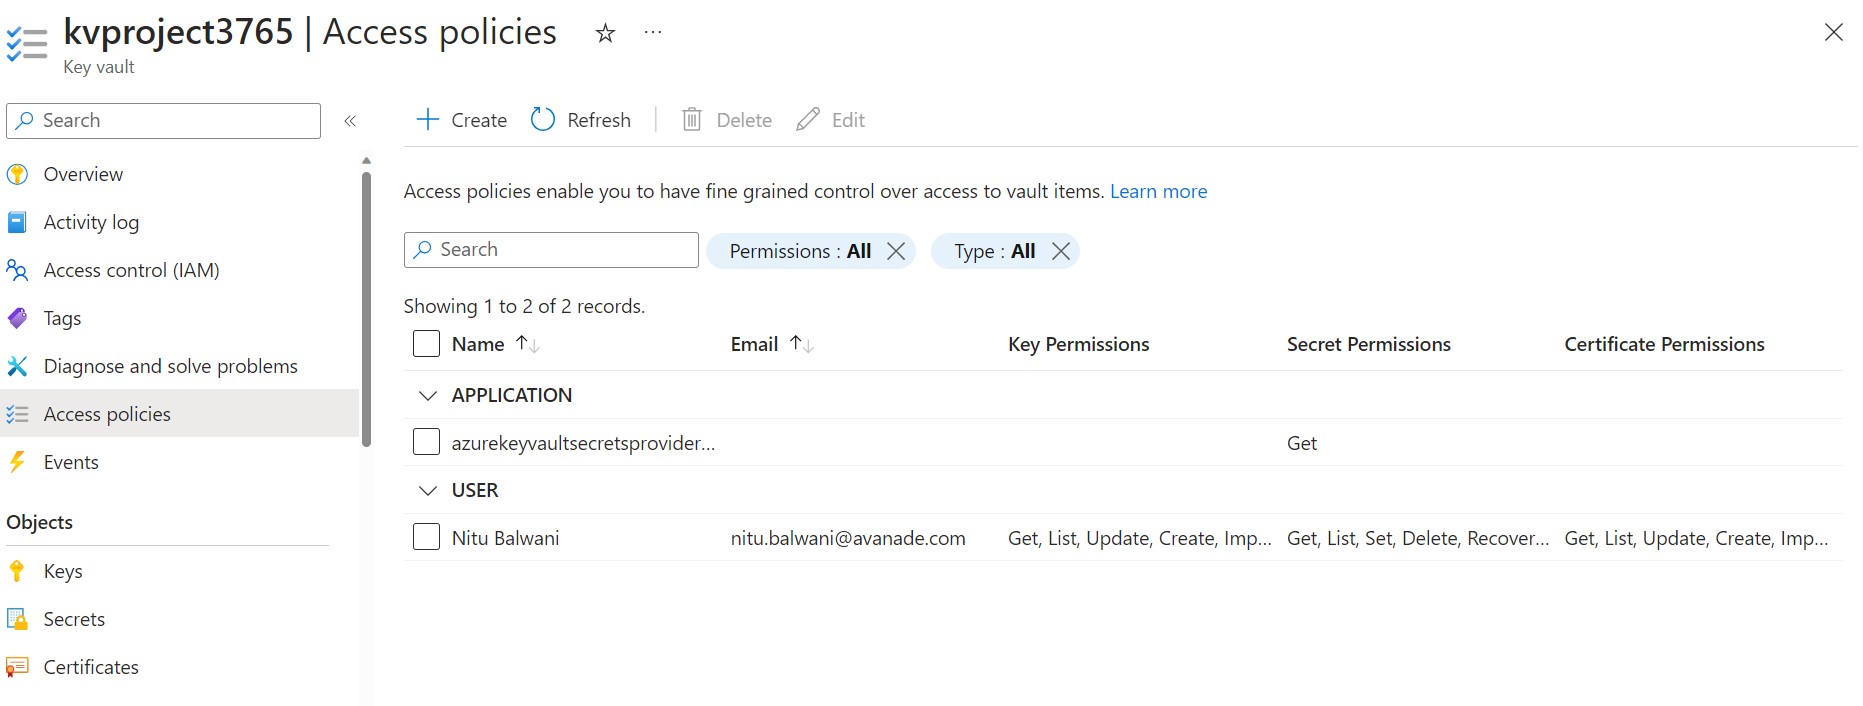 kvproject3765 | Access policies
Key vault
Search
Overview
Activity log
Access control (IAM)
Tags
Diagnose and solve problems
Access policies
Events
Objects
Keys
Secrets
Certificates
Create Refresh Delete Edit
Access policies enable you to have fine grained control over access to vault items. Learn more
Search Permissions : All Type : All
Showing 1 to 2 of 2 records.
Name Email Key Permissions Secret Permissions Certificate Permissions
APPLICATION
azurekeyvaultsecretsprovider... Get
USER
Nitu Balwani nitu.balwani@avanade.com Get, List, Update, Create, Imp... Get, List, Set, Delete, Recover... Get, List, Update, Create, Imp...